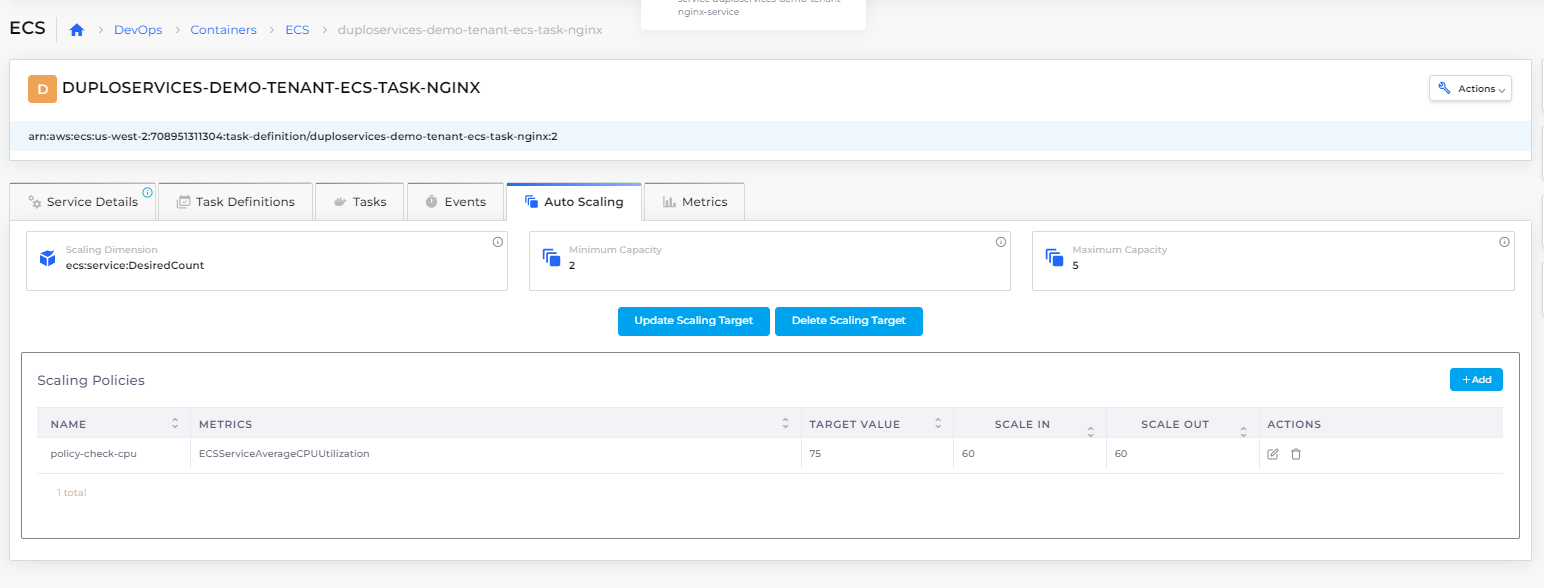 service duploservices-demo-tenant-
nginx-service
ECS
DevOps
Containers
ECS
duploservices-demo-tenant-ecs-task-nginx
D
DUPLOSERVICES-DEMO-TENANT-ECS-TASK-NGINX
Actions
arn:aws:ecs:us-west-2:708951311304:task-definition/duploservices-demo-tenant-ecs-task-nginx:2
Service Details
Task Definitions
Tasks
Events
Auto Scaling
Metrics
Scaling Dimension
ecs:service:DesiredCount
Minimum Capacity
2
Maximum Capacity
5
Update Scaling Target
Delete Scaling Target
Scaling Policies
+Add
NAME
METRICS
TARGET VALUE
SCALE IN
SCALE OUT
ACTIONS
policy-check-cpu
ECSServiceAverageCPUUtilization
75
60
60
1 total